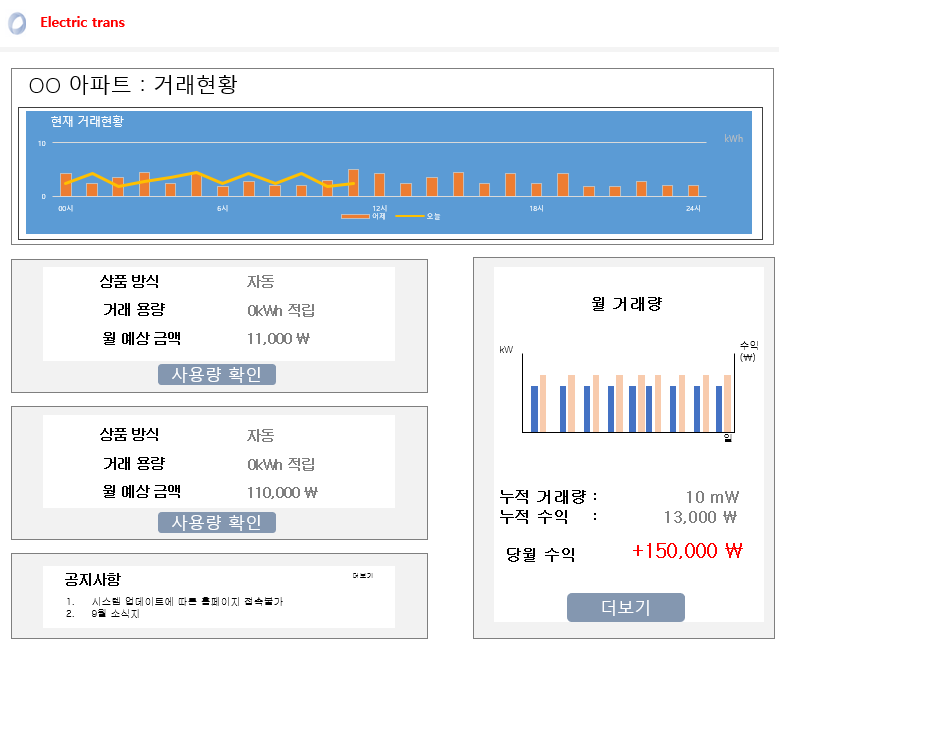 Electric trans
OO 아파트 : 거래현황
현재 거래현황
kWh
10
0
00시 6시 12시 18시 24시
어제 오늘
상품 방식 자동
거래 용량 0kWh 적립
월 예상 금액 11,000 ₩
사용량 확인
상품 방식 자동
거래 용량 0kWh 적립
월 예상 금액 110,000 ₩
사용량 확인
공지사항 더보기
1. 시스템 업데이트에 따른 홈페이지 접속불가
2. 9월 소식지
월 거래량
kW
수익
(₩)
일
누적 거래량 : 10 mW
누적 수익 : 13,000 ₩
당월 수익 +150,000 ₩
더보기